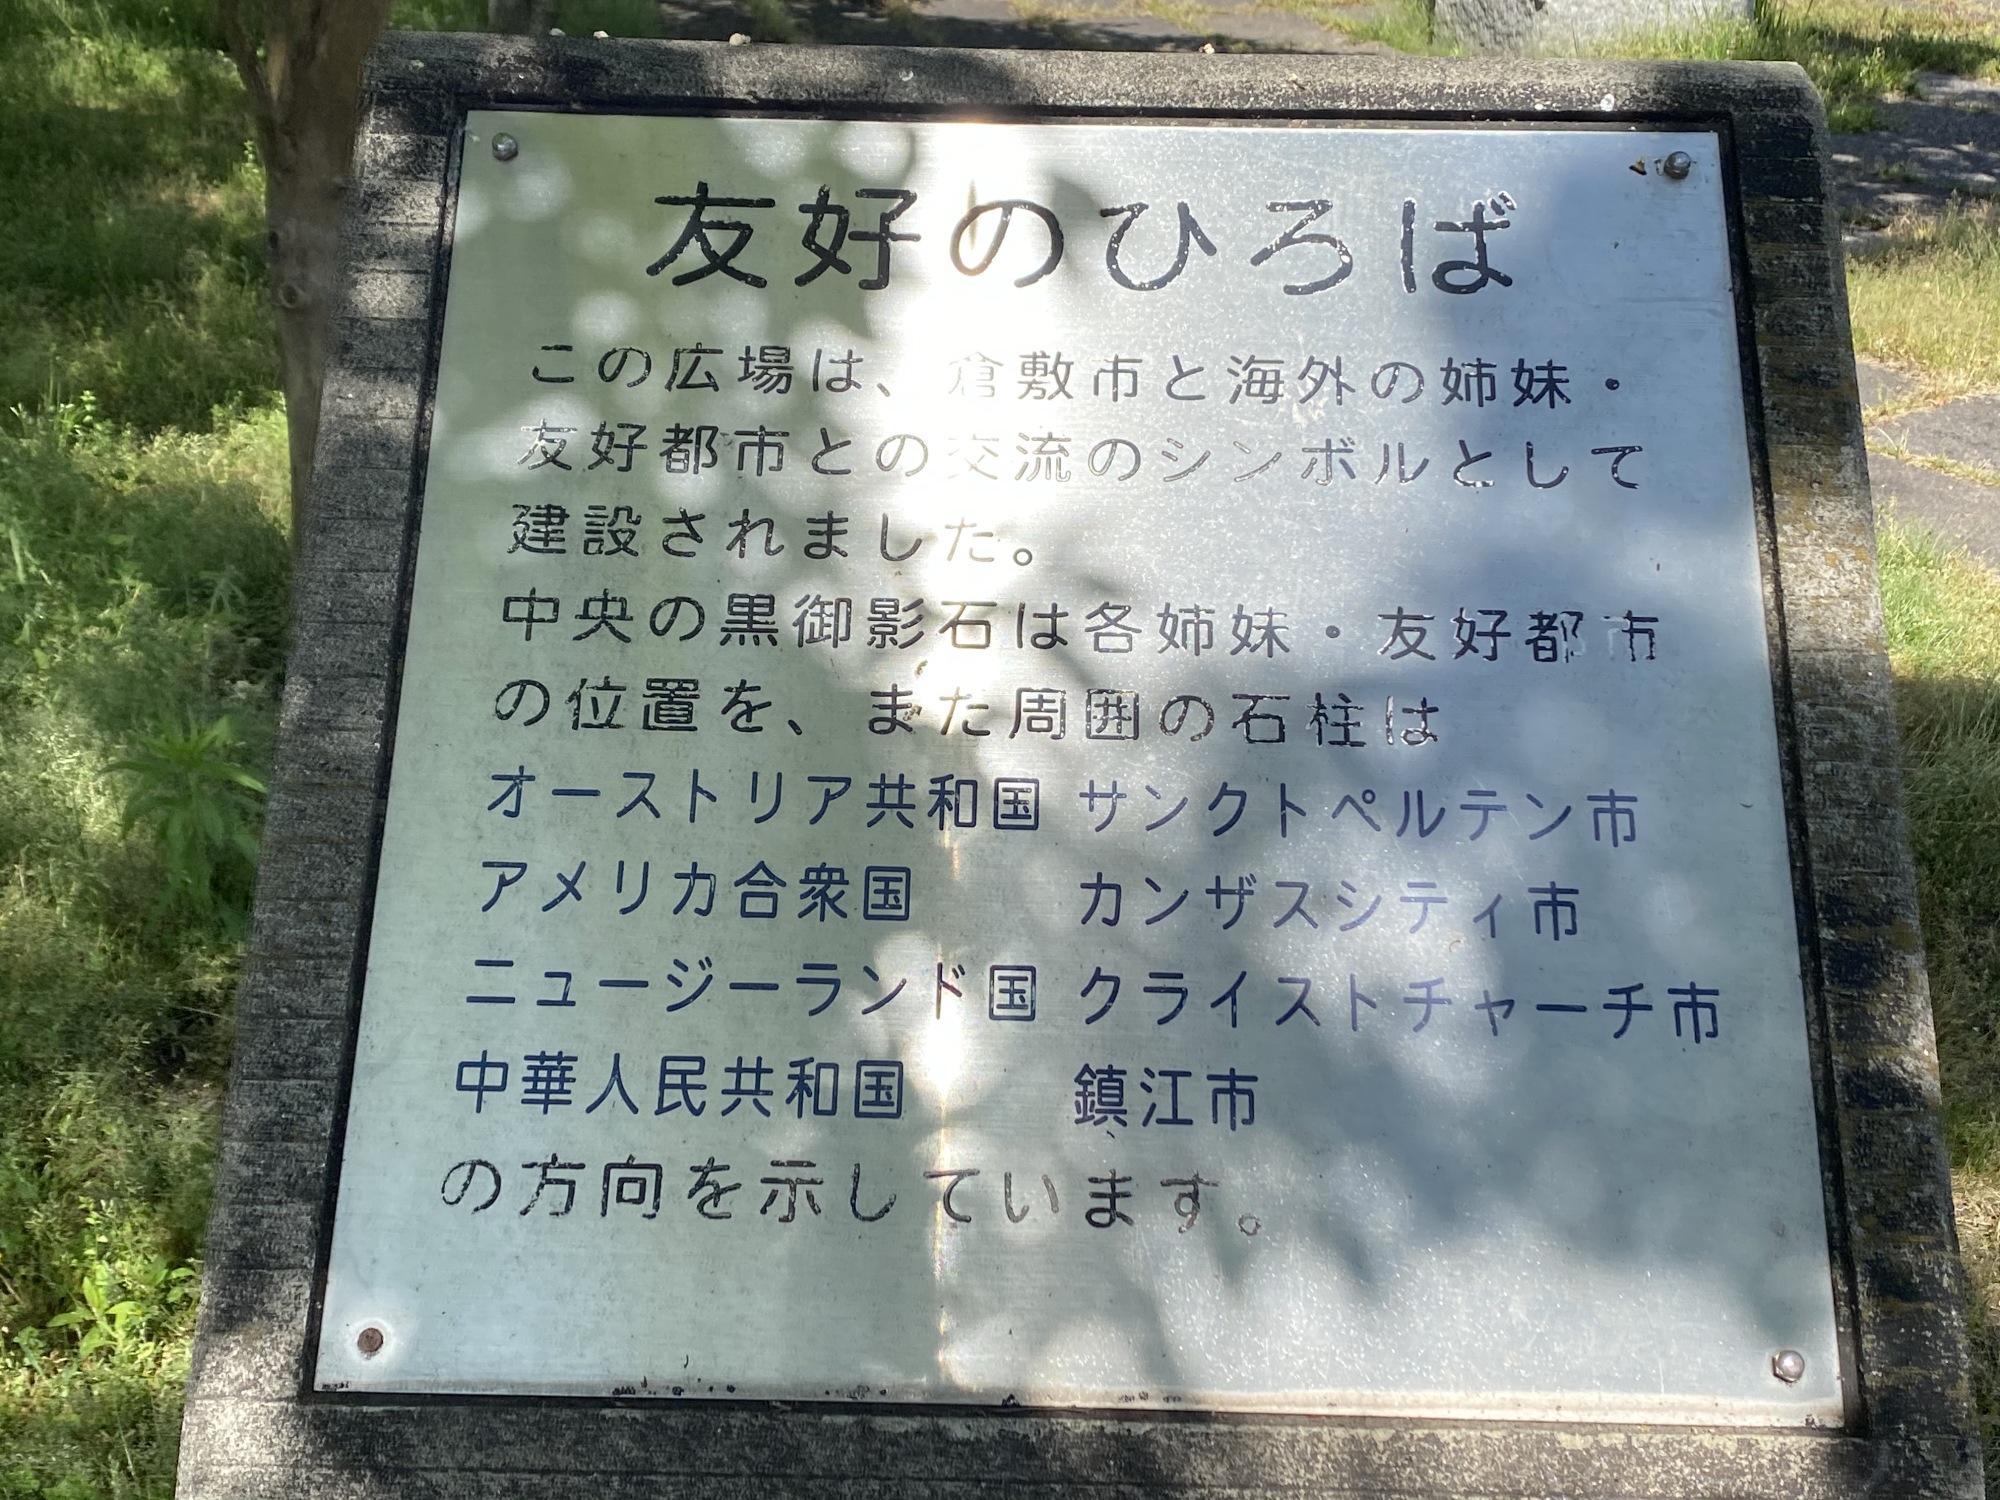 友好のひろば
この広場は、倉敷市と海外の姉妹・
友好都市との交流のシンボルとして
建設されました。
中央の黒御影石は各姉妹・友好都市
の位置を、また周囲の石柱は
オーストリア共和国 サンクトペルテン市
アメリカ合衆国 カンザスシティ市
ニュージーランド国 クライストチャーチ市
中華人民共和国 鎮江市
の方向を示しています。